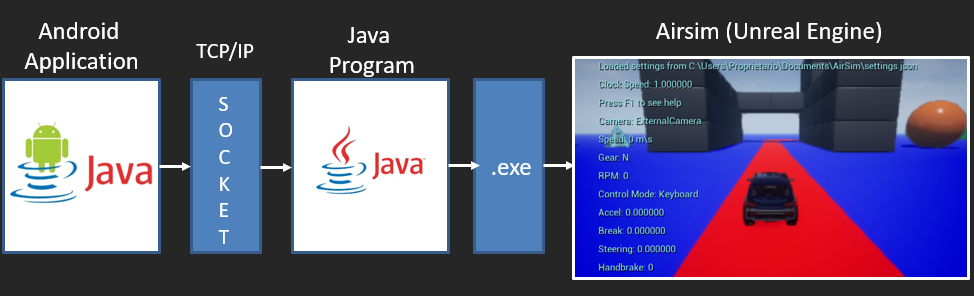 Android
Application
TCP/IP
Java
Program
Airsim (Unreal Engine)
Java
S
O
C
K
E
T
Java
.exe
Loaded settings from C:\Users\Proprietario\Documents\AirSim\settings.json
Clock Speed: 1.000000
Press F1 to see help
Camera: ExternalCamera
Speed: 0 m\s
Gear: N
RPM: 0
Control Mode: Keyboard
Accel: 0.000000
Break: 0.000000
Steering: 0.000000
Handbrake: 0